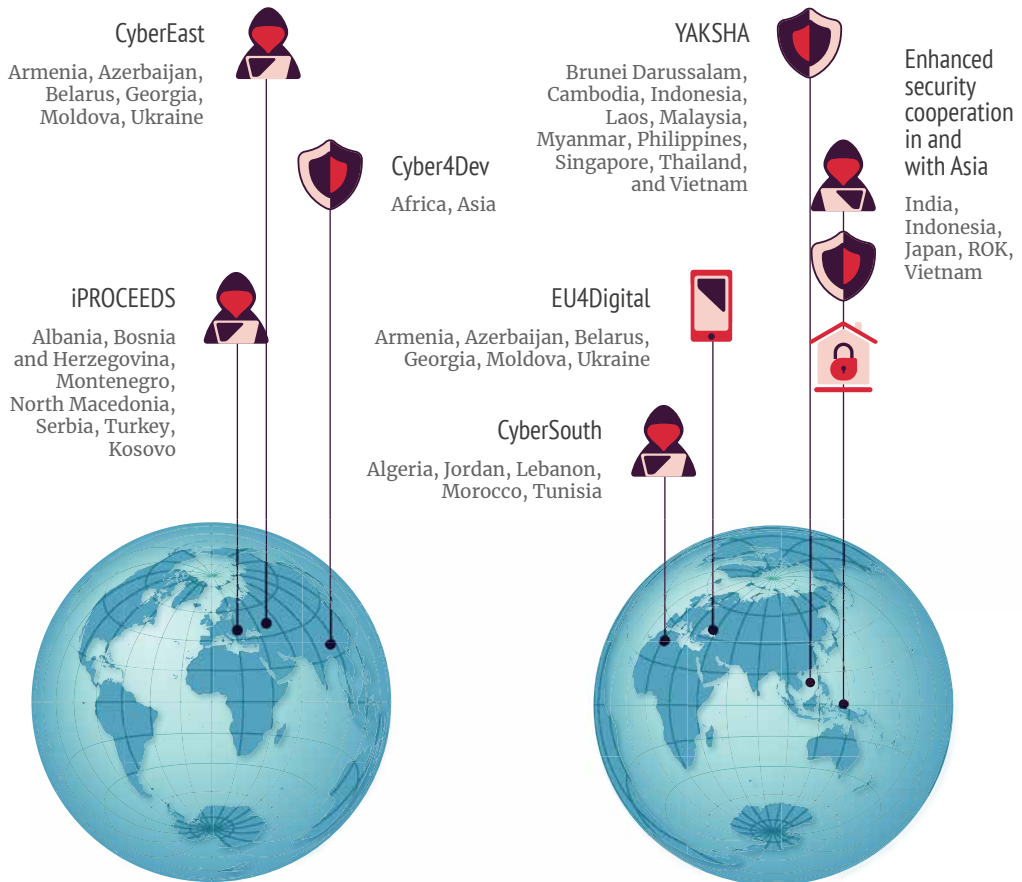 CyberEast
Armenia, Azerbaijan,
Belarus, Georgia,
Moldova, Ukraine
Cyber4Dev
Africa, Asia
iPROCEEDS
Albania, Bosnia
and Herzegovina,
Montenegro,
North Macedonia,
Serbia, Turkey,
Kosovo
YAKSHA
Brunei Darussalam,
Cambodia, Indonesia,
Laos, Malaysia,
Myanmar, Philippines,
Singapore, Thailand,
and Vietnam
Enhanced
security
cooperation
in and
with Asia
India,
Indonesia,
Japan, ROK,
Vietnam
EU4Digital
Armenia, Azerbaijan, Belarus,
Georgia, Moldova, Ukraine
CyberSouth
Algeria, Jordan, Lebanon,
Morocco, Tunisia